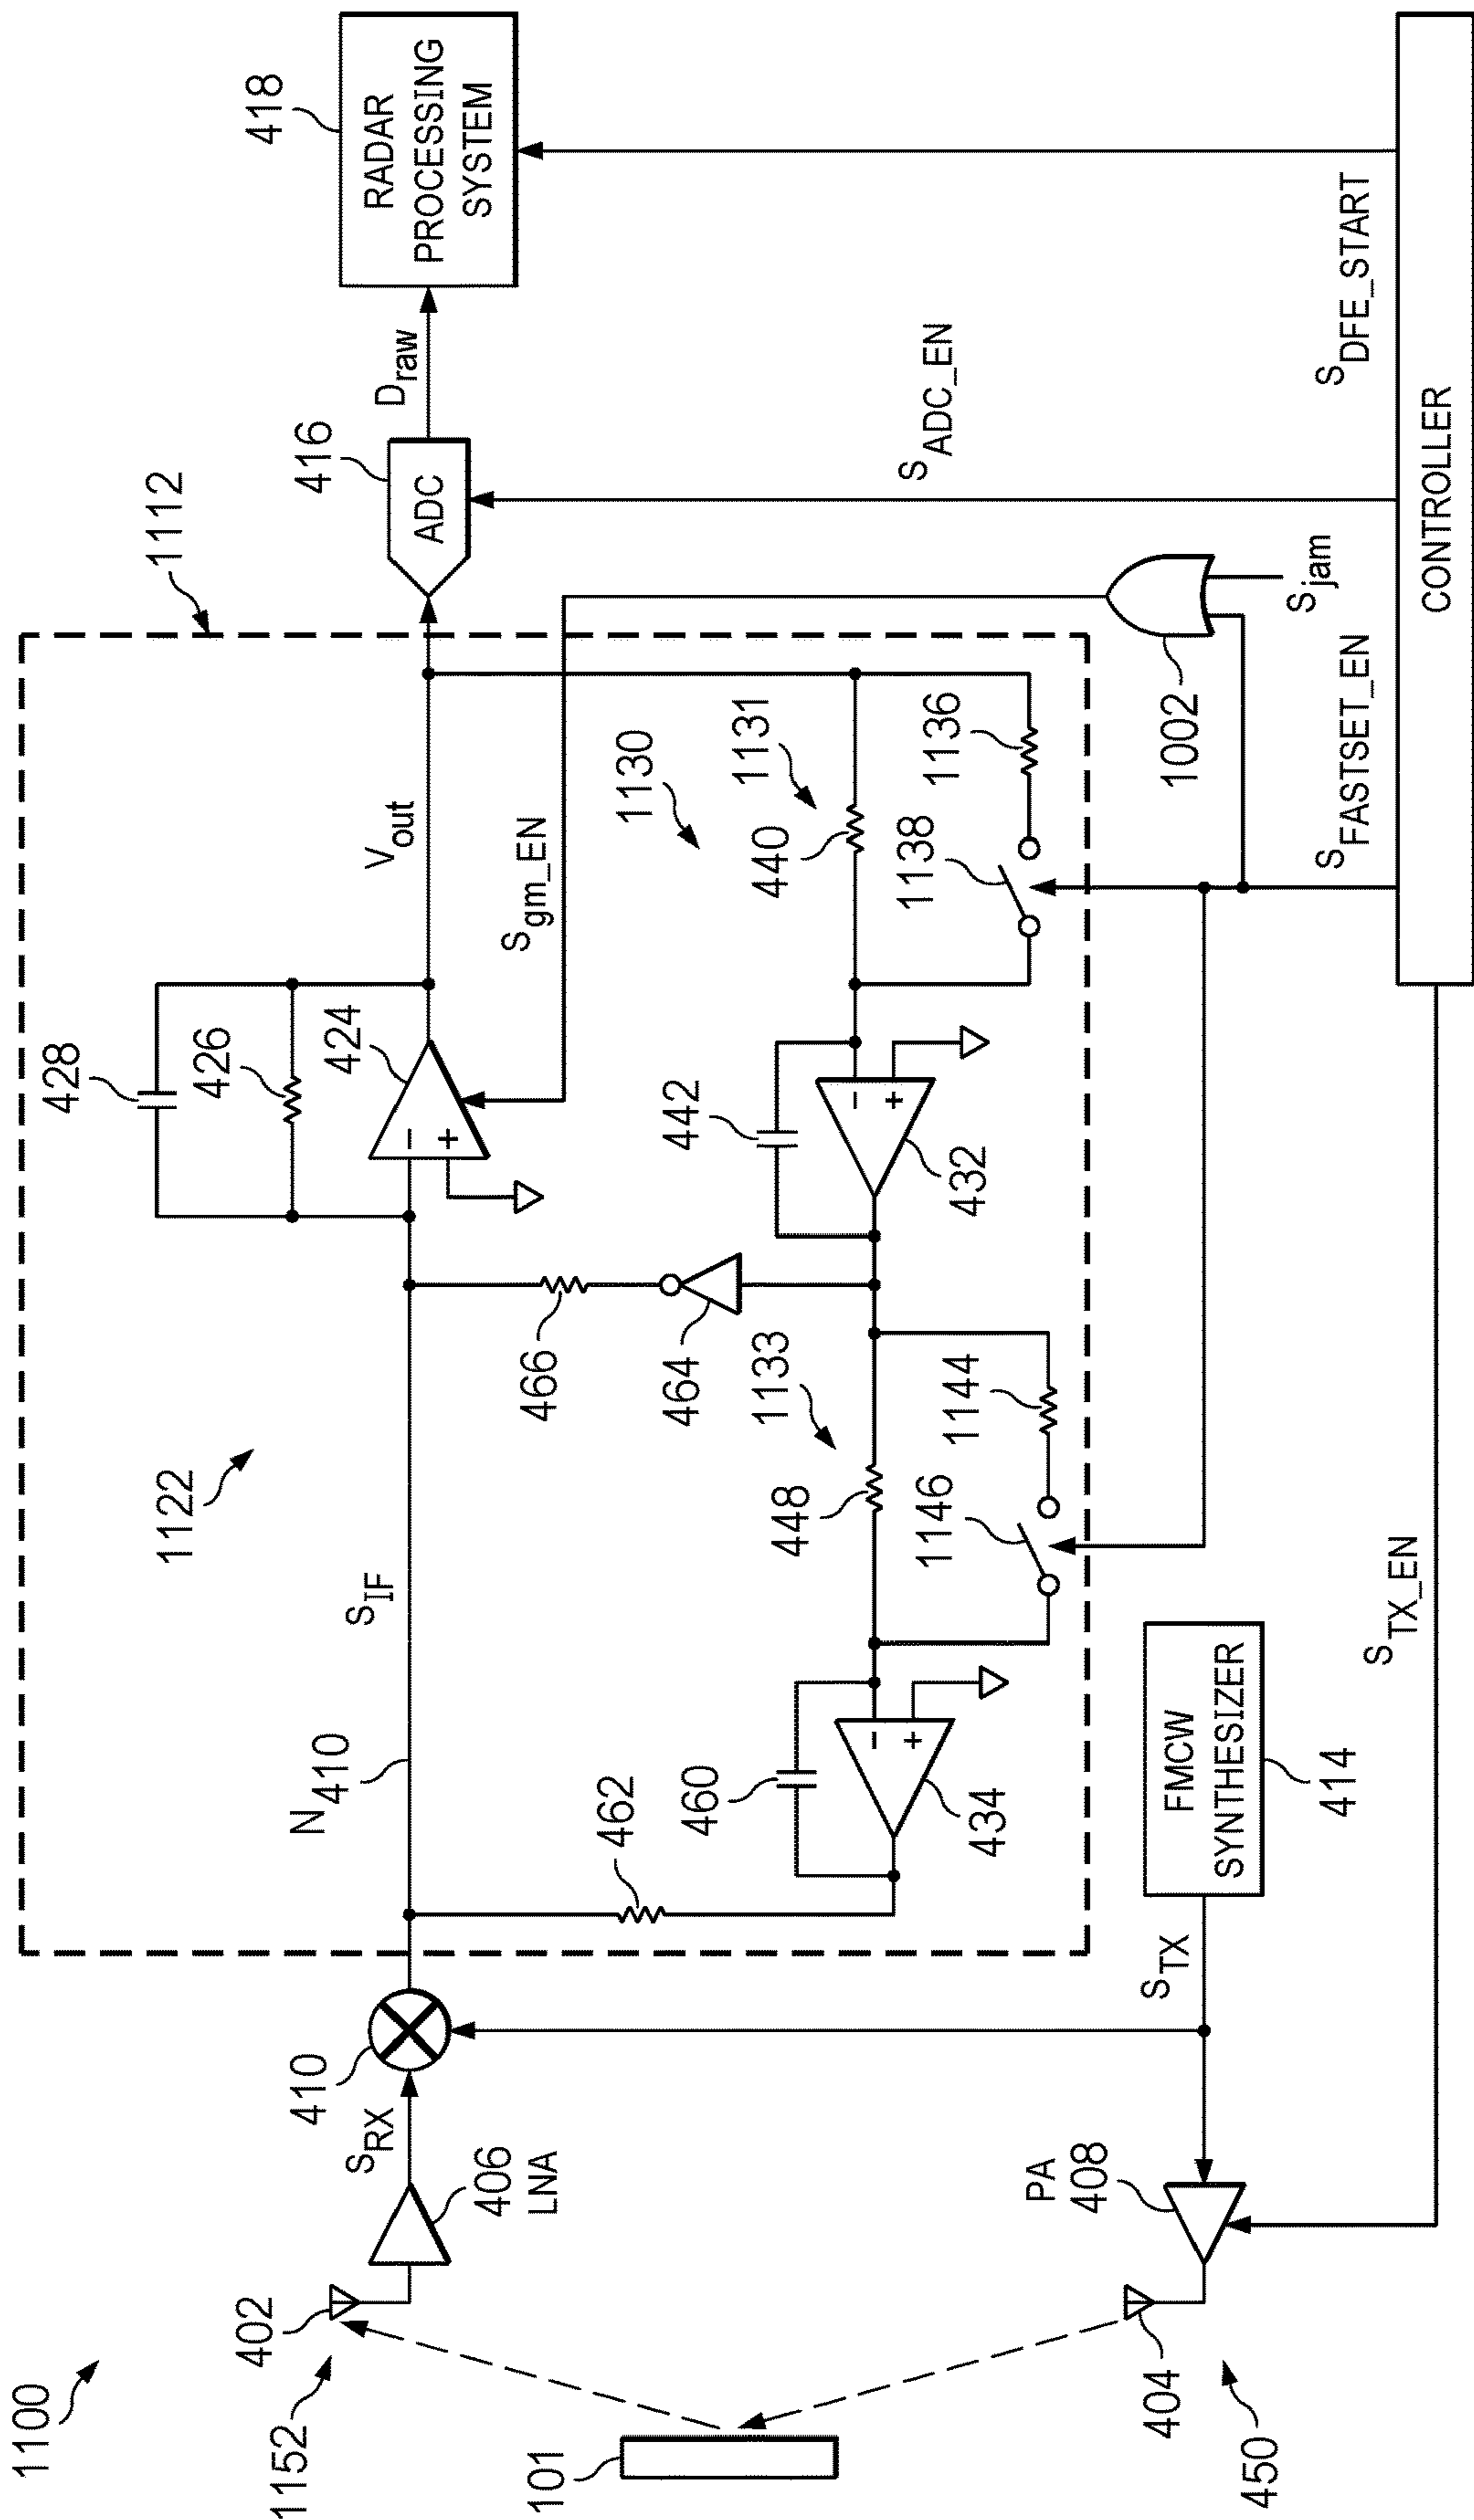 1100
1152
402
S_RX
406
LNA
101
404
450
PA
408
410
N_410
S_IF
1122
428
426
424
V_out
1112
416
ADC
D_raw
418
RADAR
PROCESSING
SYSTEM
S_gm_EN
466
464
462
460
434
448
1133
1144
1146
442
432
440
1130
1131
1136
1138
1002
S_jam
S_ADC_EN
S_DFE_START
S_FASTSET_EN
S_TX
FMCW
SYNTHESIZER
414
S_TX_EN
CONTROLLER